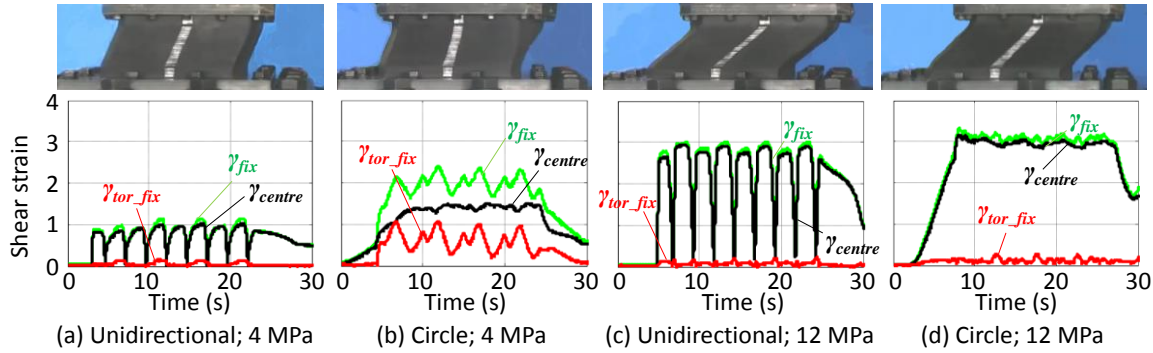 Shear strain
4
3
2
1
0
γfix
γtor_fix
γcentre
0 10 20 30
Time (s)
(a) Unidirectional; 4 MPa
γfix
γtor_fix
γcentre
0 10 20 30
Time (s)
(b) Circle; 4 MPa
γfix
γtor_fix
γcentre
0 10 20 30
Time (s)
(c) Unidirectional; 12 MPa
γfix
γcentre
γtor_fix
0 10 20 30
Time (s)
(d) Circle; 12 MPa